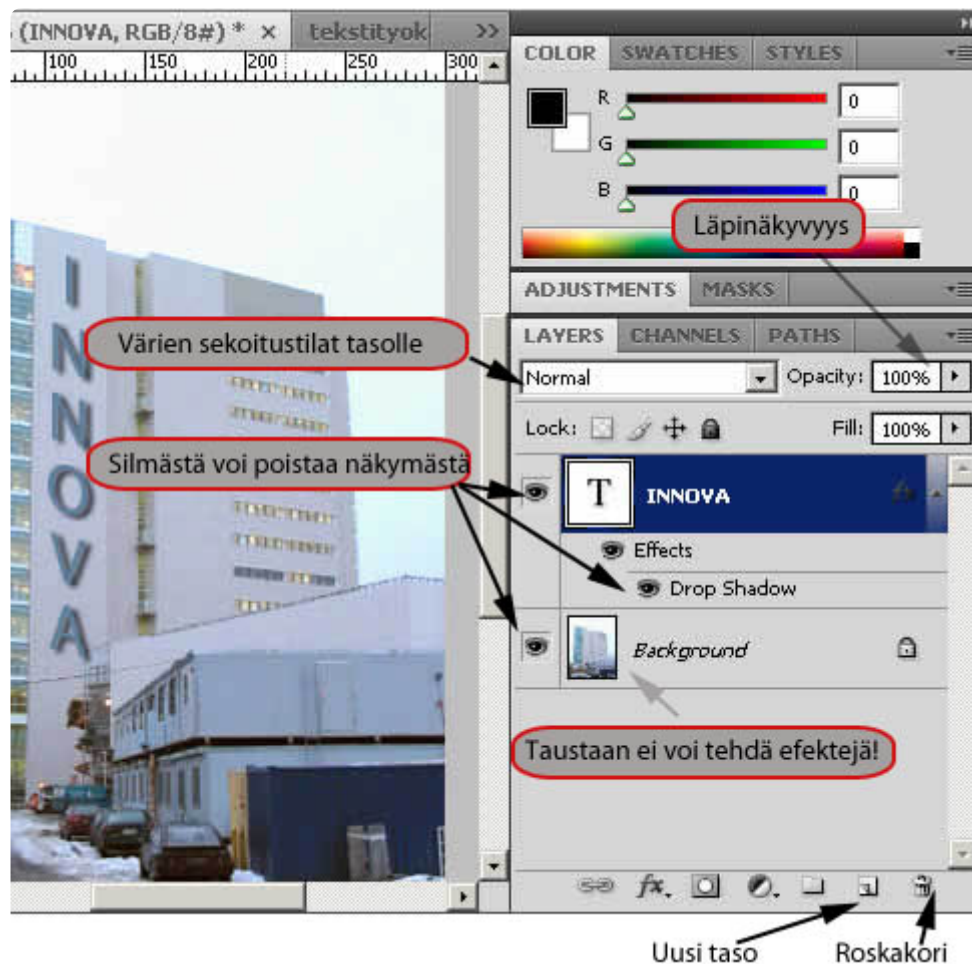 (INNOVA, RGB/8#) * × tekstityok >>
100 150 200 250 300
COLOR SWATCHES STYLES
R 0
G 0
B 0
Läpinäkyvyys
ADJUSTMENTS MASKS
Värien sekoitustilat tasolle
LAYERS CHANNELS PATHS
Normal Opacity: 100%
Lock: Fill: 100%
Silmästä voi poistaa näkymästä
T INNOVA fx
Effects
Drop Shadow
Background
Taustaan ei voi tehdä efektejä!
fx.
Uusi taso Roskakori
INNOVA